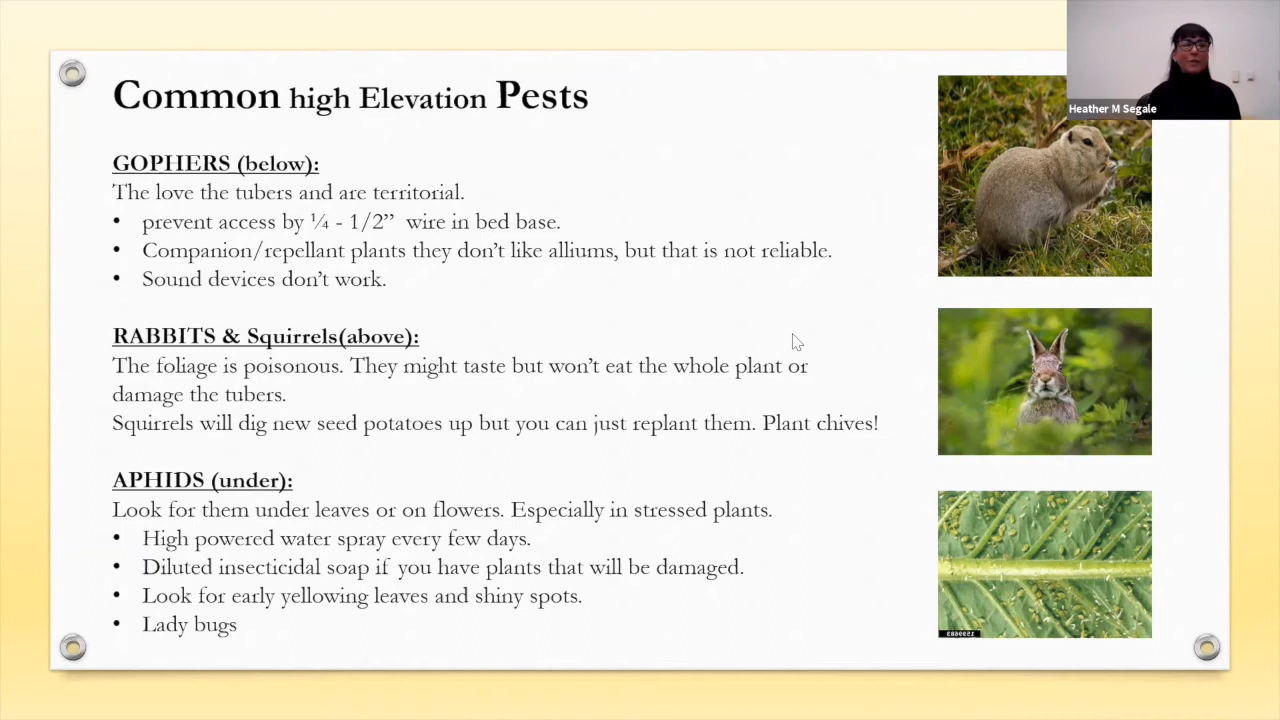 Common high Elevation Pests
Heather M Segale
GOPHERS (below):
The love the tubers and are territorial.
• prevent access by ¼ - 1/2” wire in bed base.
• Companion/repellant plants they don’t like alliums, but that is not reliable.
• Sound devices don’t work.
RABBITS & Squirrels(above):
The foliage is poisonous. They might taste but won’t eat the whole plant or
damage the tubers.
Squirrels will dig new seed potatoes up but you can just replant them. Plant chives!
APHIDS (under):
Look for them under leaves or on flowers. Especially in stressed plants.
• High powered water spray every few days.
• Diluted insecticidal soap if you have plants that will be damaged.
• Look for early yellowing leaves and shiny spots.
• Lady bugs